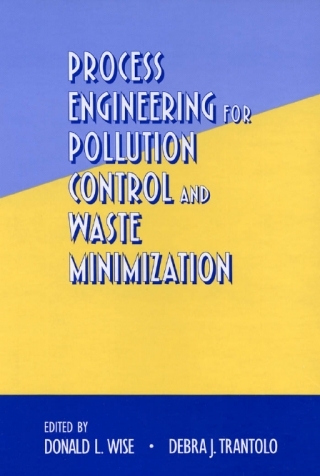 PROCESS
ENGINEERING FOR
POLLUTION
CONTROL AND
WASTE
MINIMIZATION
EDITED BY
DONALD L. WISE • DEBRA J. TRANTOLO